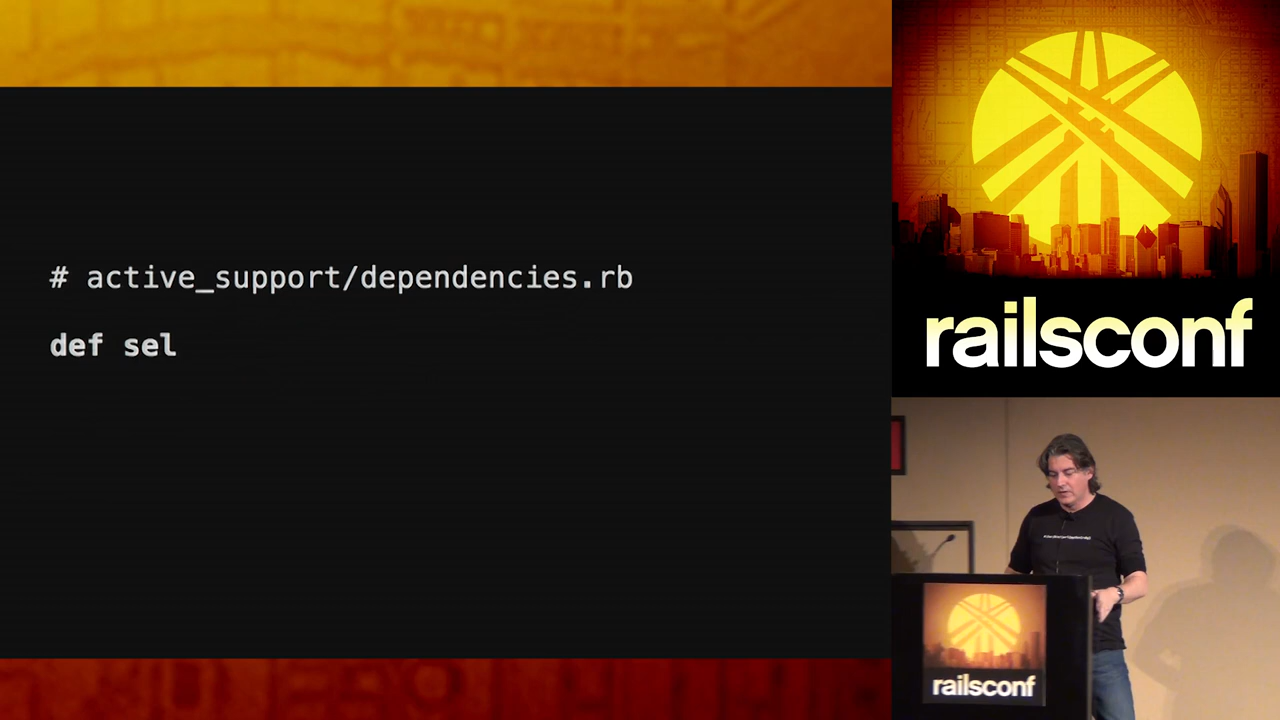 # active_support/dependencies.rb
def sel
railsconf
railsconf